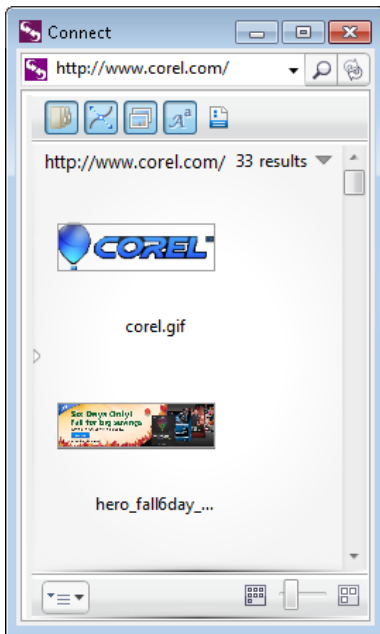 Connect
http://www.corel.com/
http://www.corel.com/ 33 results
COREL
corel.gif
Six Days Only!
Fall for big savings
hero_fall6day_...